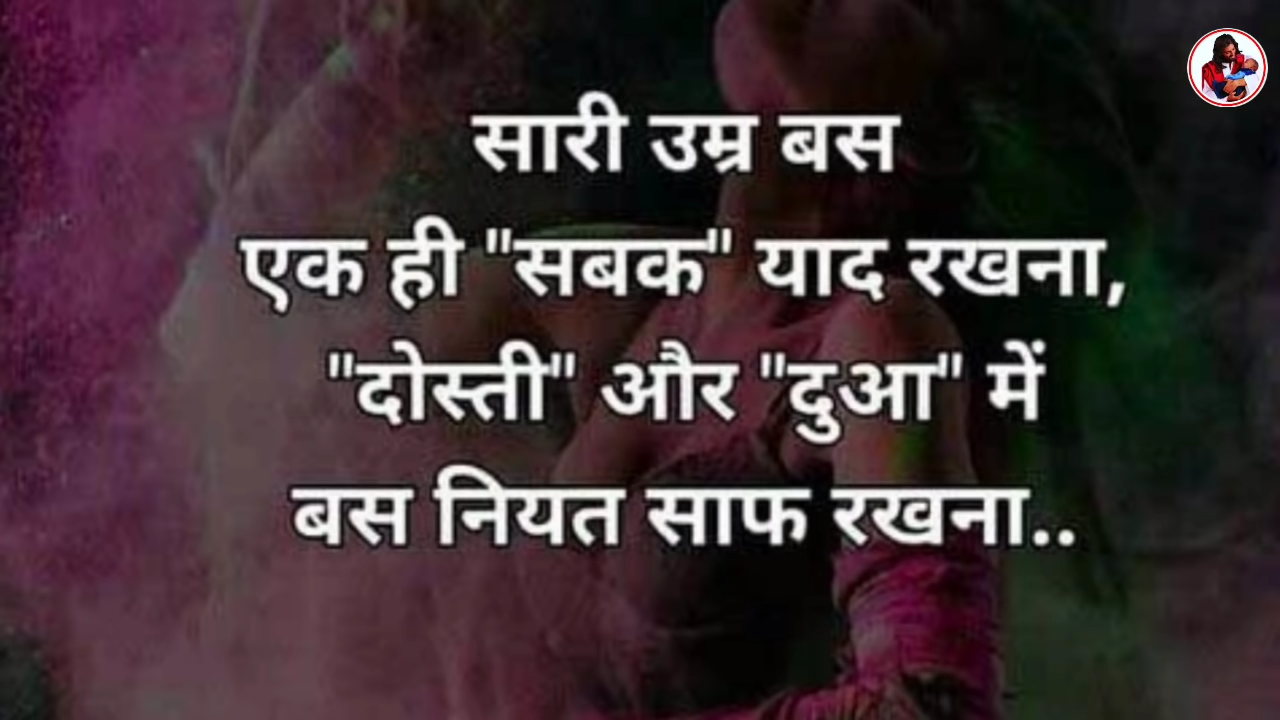 सारी उम्र बस
एक ही "सबक" याद रखना,
"दोस्ती" और "दुआ" में
बस नियत साफ रखना..